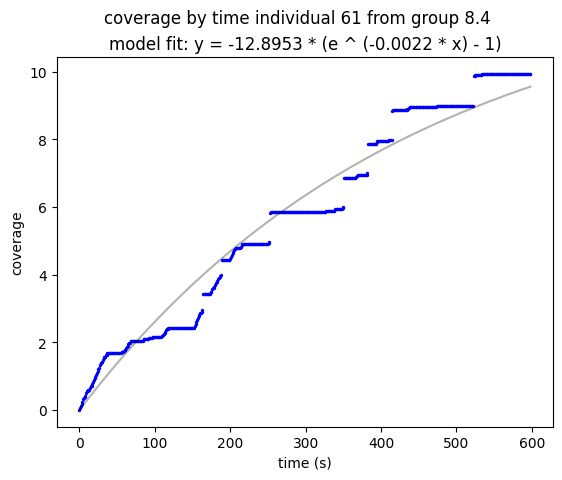 coverage by time individual 61 from group 8.4
model fit: y = -12.8953 * (e ^ (-0.0022 * x) - 1)
10
8
6
4
2
0
coverage
0 100 200 300 400 500 600
time (s)